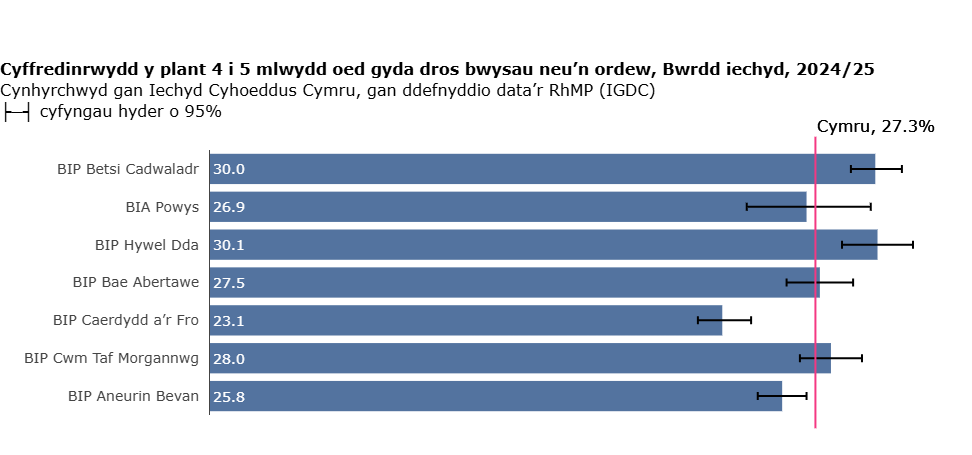 Cyffredinrwydd y plant 4 i 5 mlwydd oed gyda dros bwysau neu’n ordew, Bwrdd iechyd, 2024/25
Cynhyrchwyd gan Iechyd Cyhoeddus Cymru, gan ddefnyddio data’r RhMP (IGDC)
cyfyngau hyder o 95%
Cymru, 27.3%
BIP Betsi Cadwaladr 30.0
BIA Powys 26.9
BIP Hywel Dda 30.1
BIP Bae Abertawe 27.5
BIP Caerdydd a’r Fro 23.1
BIP Cwm Taf Morgannwg 28.0
BIP Aneurin Bevan 25.8